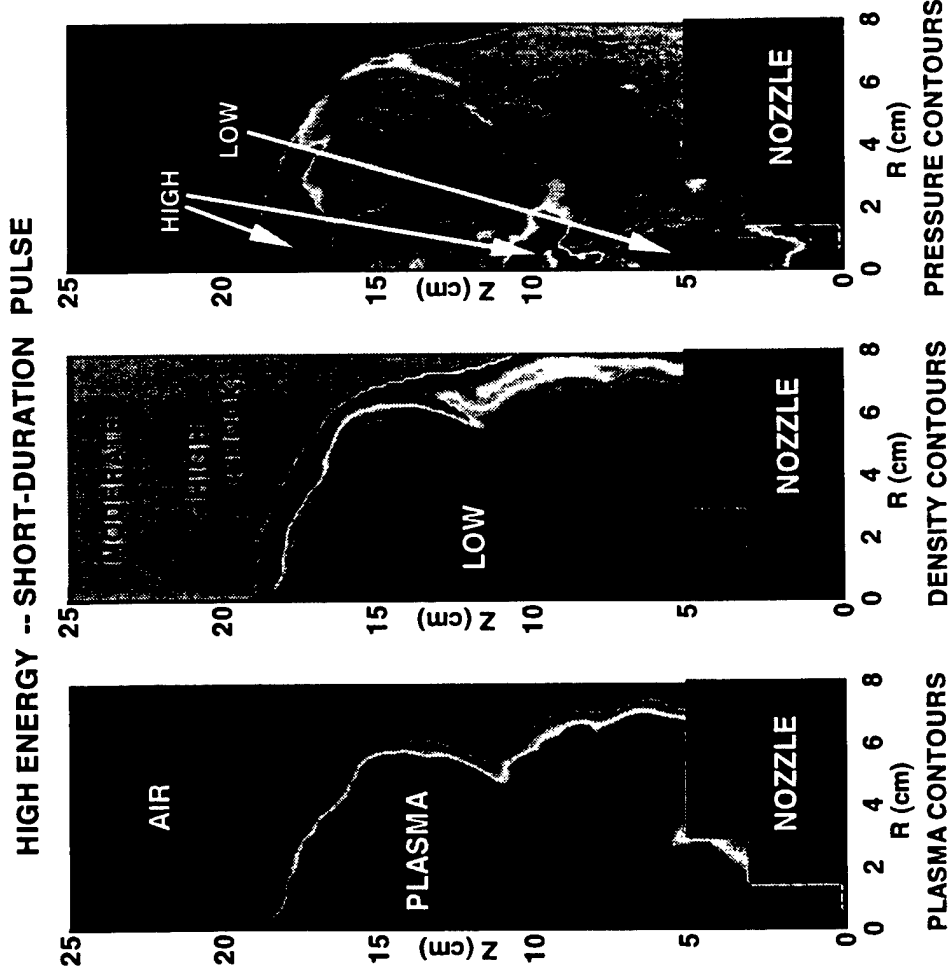 HIGH ENERGY -- SHORT-DURATION PULSE
25
20
15
10
5
0
Z (cm)
AIR
PLASMA
NOZZLE
0 2 4 6 8
R (cm)
PLASMA CONTOURS
25
20
15
10
5
0
Z (cm)
MODERATE
HIGH
LOW
NOZZLE
0 2 4 6 8
R (cm)
DENSITY CONTOURS
25
20
15
10
5
0
Z (cm)
HIGH
LOW
NOZZLE
0 2 4 6 8
R (cm)
PRESSURE CONTOURS